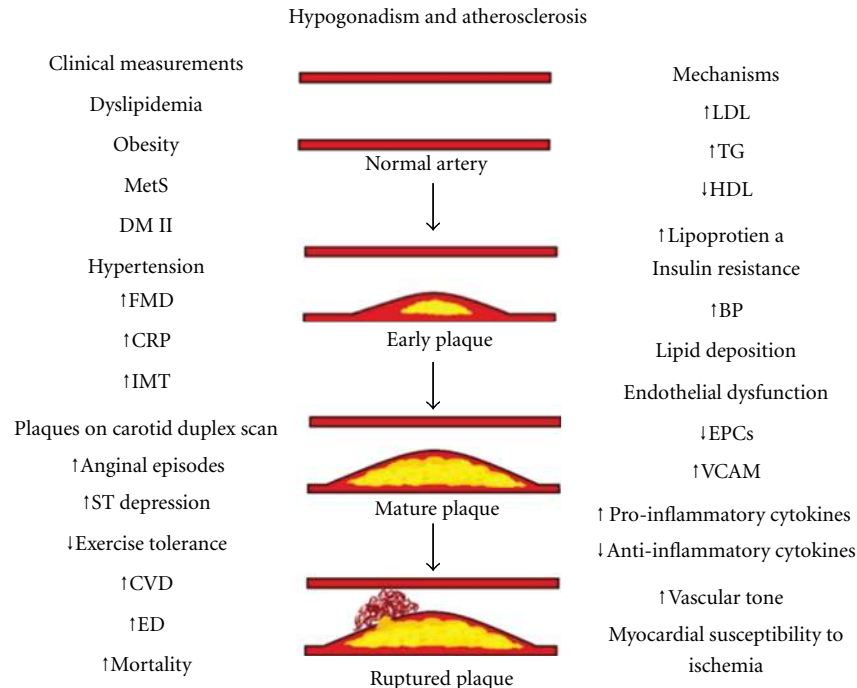 Hypogonadism and atherosclerosis
Clinical measurements
Dyslipidemia
Obesity
MetS
DM II
Hypertension
↑FMD
↑CRP
↑IMT
Plaques on carotid duplex scan
↑Anginal episodes
↑ST depression
↓Exercise tolerance
↑CVD
↑ED
↑Mortality
Normal artery
Early plaque
Mature plaque
Ruptured plaque
Mechanisms
↑LDL
↑TG
↓HDL
↑Lipoprotien a
Insulin resistance
↑BP
Lipid deposition
Endothelial dysfunction
↓EPCs
↑VCAM
↑ Pro-inflammatory cytokines
↓ Anti-inflammatory cytokines
↑Vascular tone
Myocardial susceptibility to
ischemia